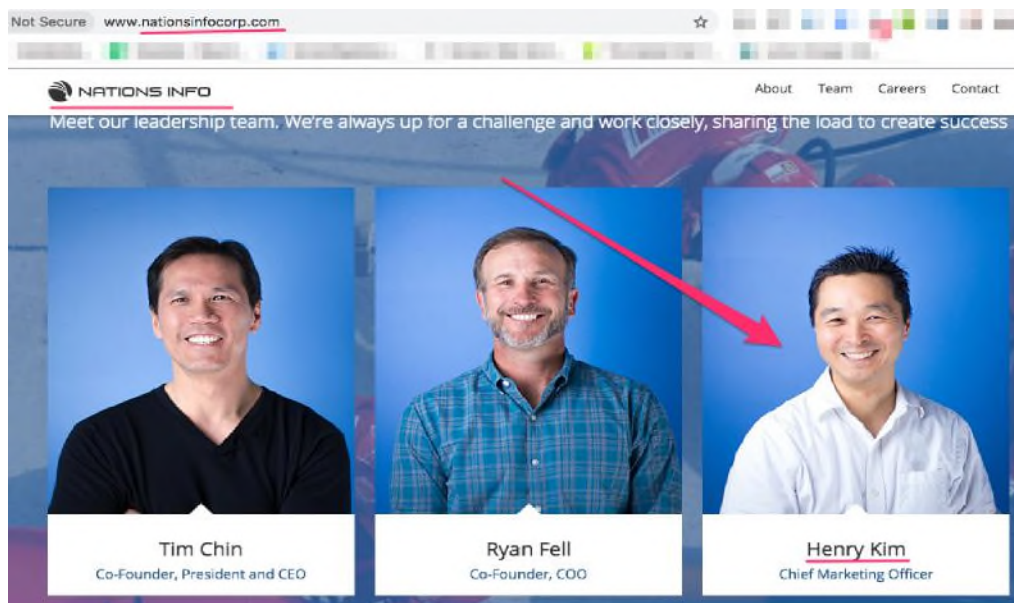 Not Secure www.nationsinfocorp.com
NATIONS INFO
About Team Careers Contact
Meet our leadership team. We're always up for a challenge and work closely, sharing the load to create success
Tim Chin Ryan Fell Henry Kim
Co-Founder, President and CEO Co-Founder, COO Chief Marketing Officer